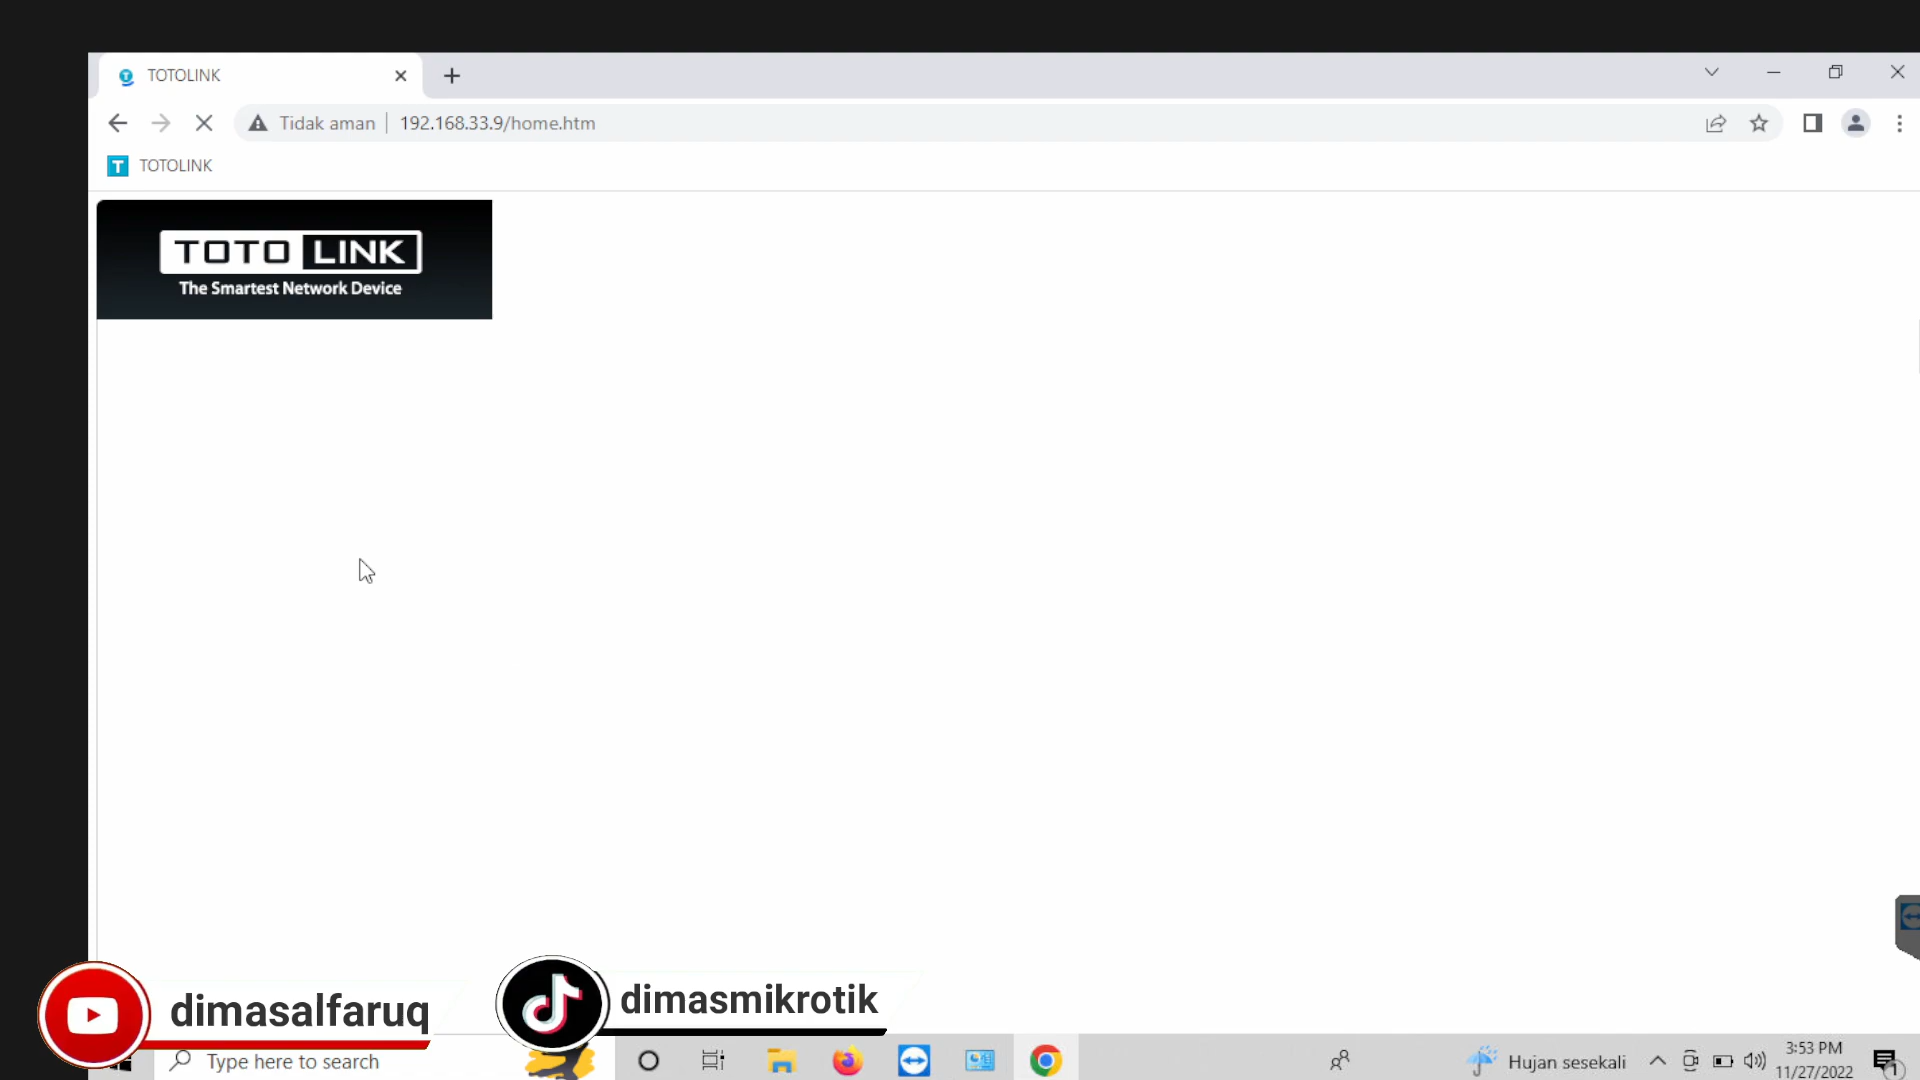 TOTOLINK
Tidak aman
192.168.33.9/home.htm
T TOTOLINK
TOTO LINK
The Smartest Network Device
dimasalfaruq
dimasmikrotik
Type here to search
Hujan sesekali
3:53 PM
11/27/2022
1